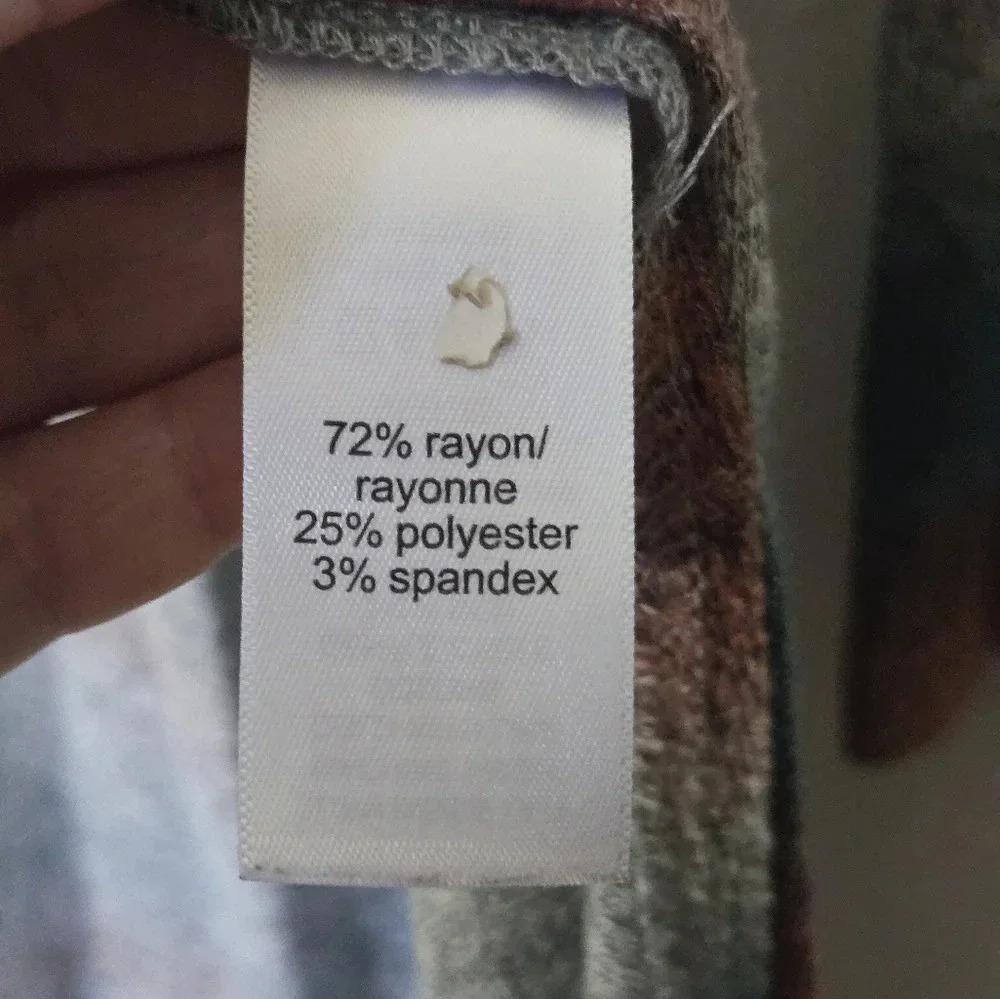 72% rayon/
rayonne
25% polyester
3% spandex